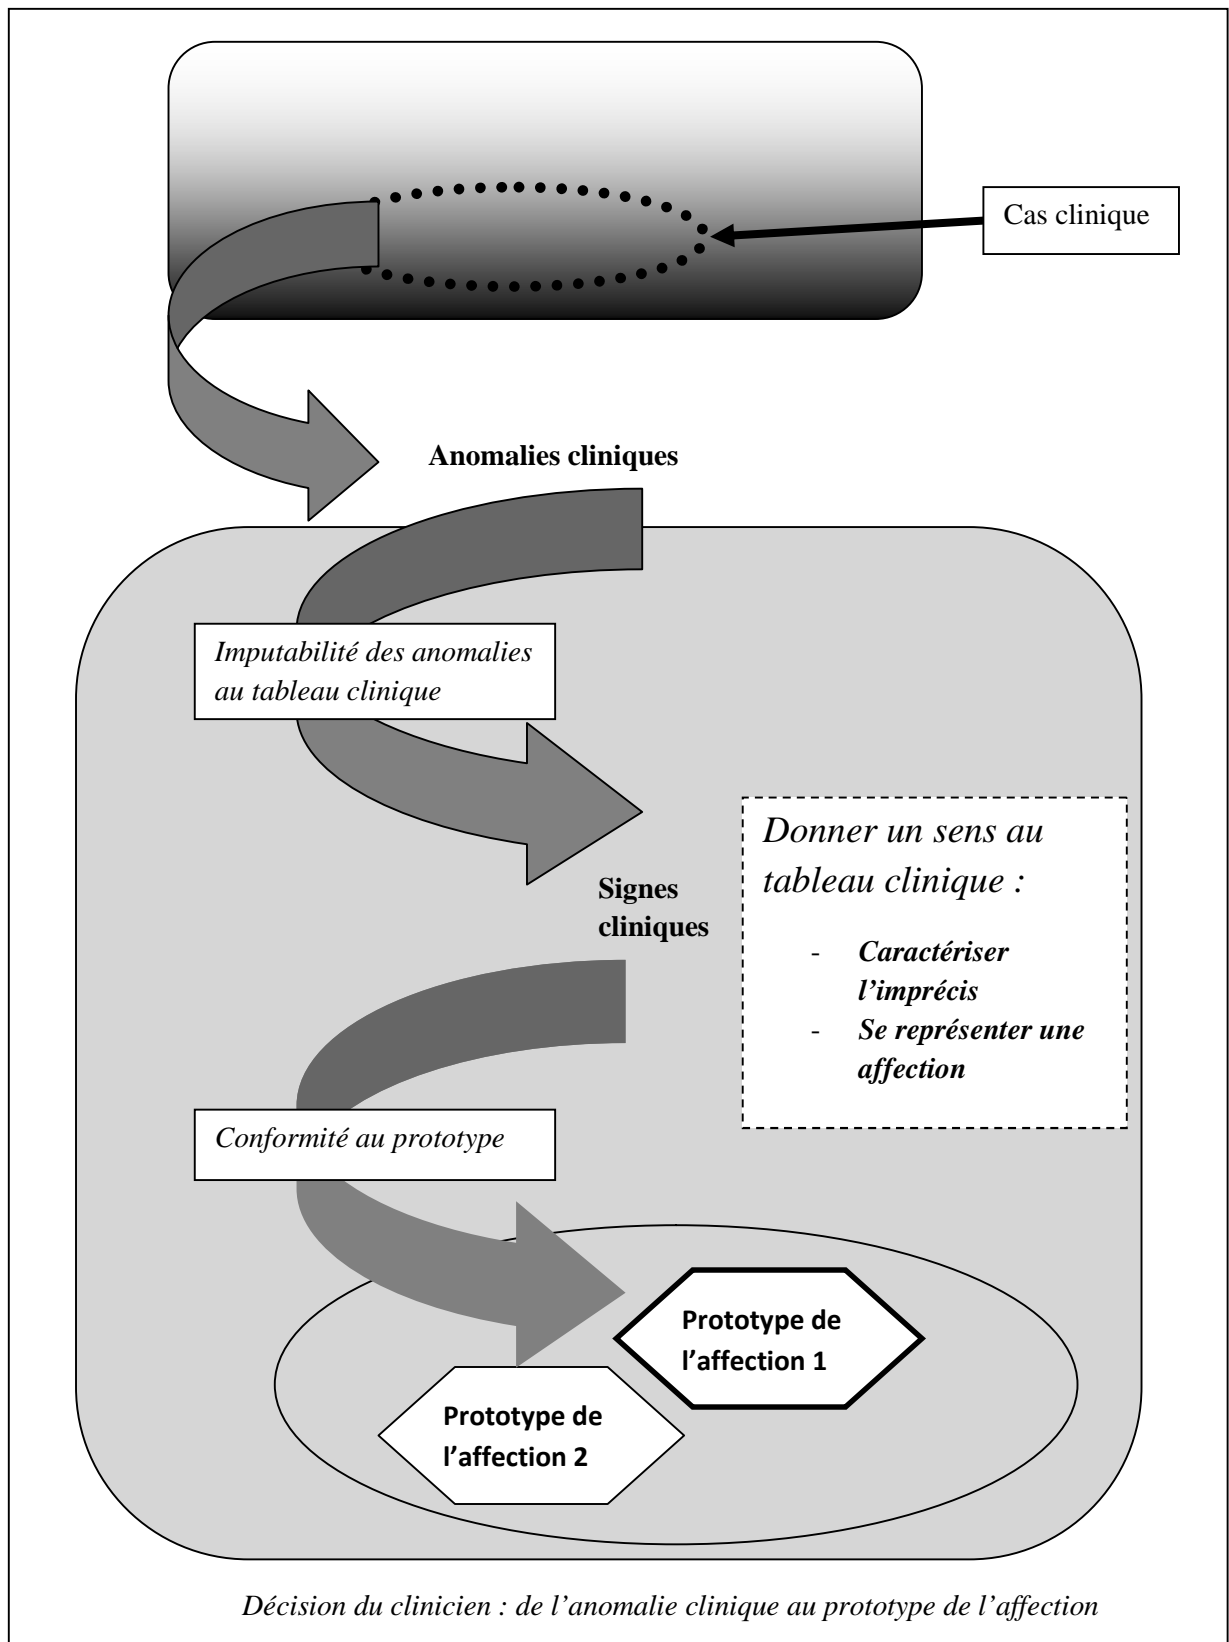 Cas clinique
Anomalies cliniques
Imputabilité des anomalies
au tableau clinique
Donner un sens au
tableau clinique :
- Caractériser
l’imprécis
- Se représenter une
affection
Signes
cliniques
Conformité au prototype
Prototype de
l’affection 1
Prototype de
l’affection 2
Décision du clinicien : de l’anomalie clinique au prototype de l’affection